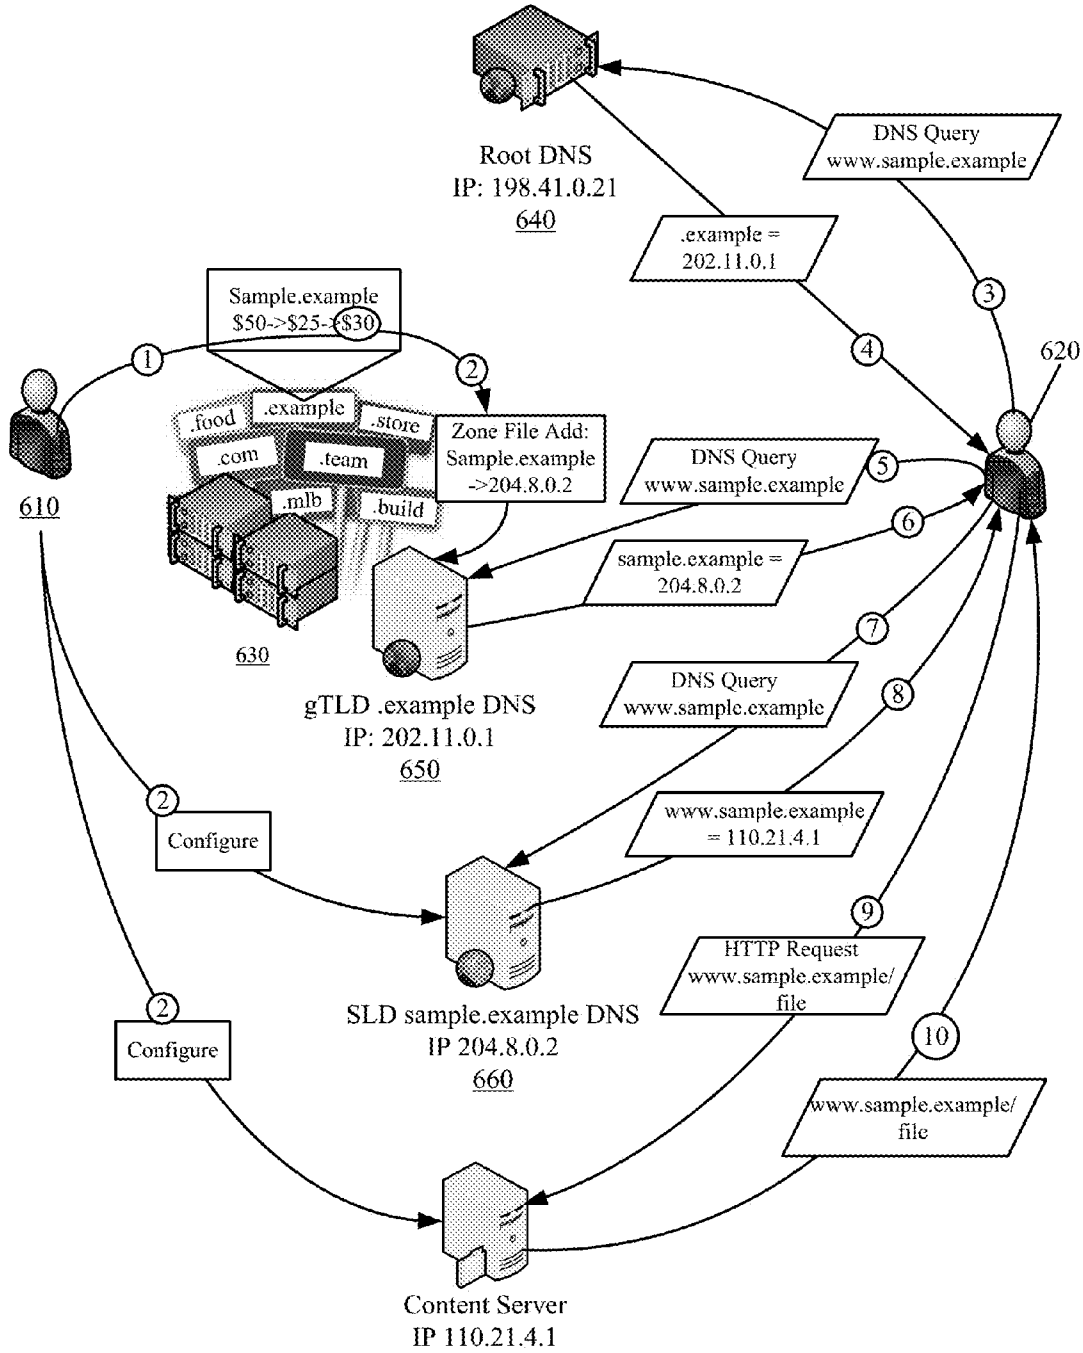 Root DNS
IP: 198.41.0.21
640
DNS Query
www.sample.example
.example =
202.11.0.1
3
4
620
Sample.example
$50->$25->$30
1
2
.food
.example
.store
.com
.team
.mlb
.build
610
630
Zone File Add:
Sample.example
->204.8.0.2
DNS Query
www.sample.example
5
6
sample.example =
204.8.0.2
gTLD .example DNS
IP: 202.11.0.1
650
7
DNS Query
www.sample.example
8
2
Configure
www.sample.example
= 110.21.4.1
9
SLD sample.example DNS
IP 204.8.0.2
660
HTTP Request
www.sample.example/
file
2
Configure
10
www.sample.example/
file
Content Server
IP 110.21.4.1